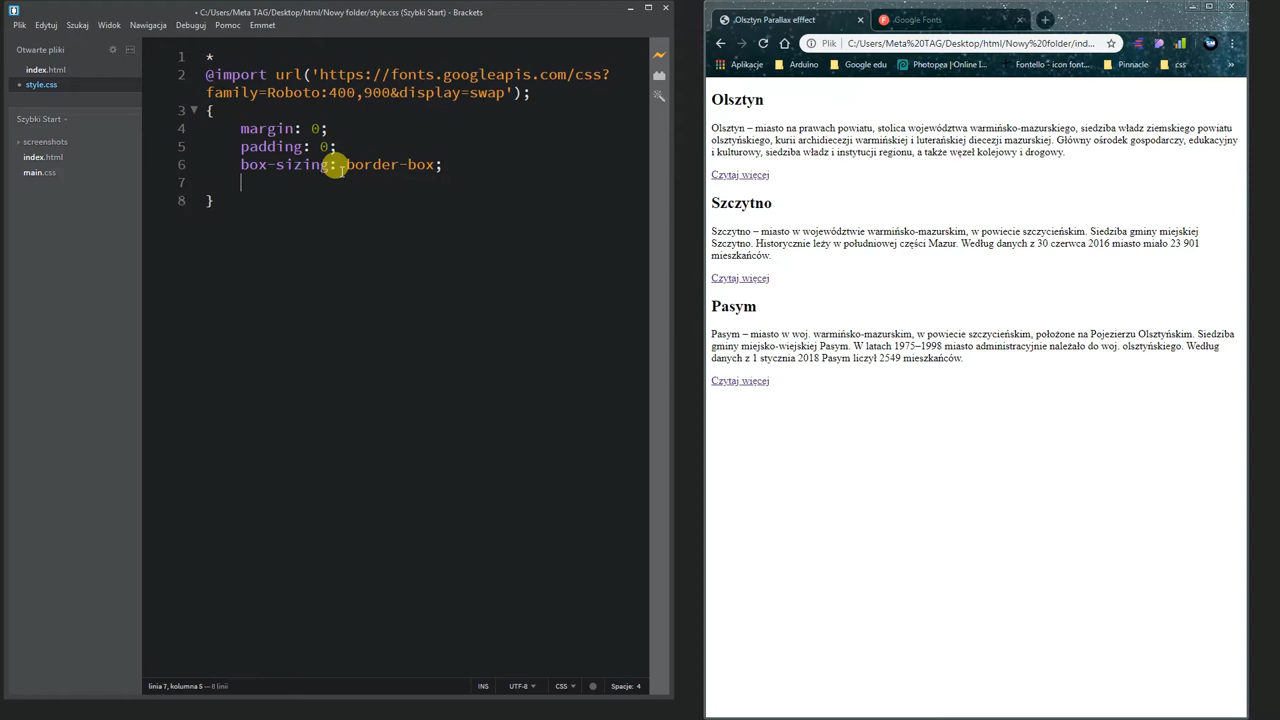 • C:/Users/Meta TAG/Desktop/html/Nowy folder/style.css (Szybki Start) - Brackets
Plik Edytuj Szukaj Widok Nawigacja Debuguj Pomoc Emmet
Otwarte pliki
index.html
• style.css
Szybki Start
screenshots
index.html
main.css
1 *
2 @import url('https://fonts.googleapis.com/css?
family=Roboto:400,900&display=swap');
3 {
4 margin: 0;
5 padding: 0;
6 box-sizing: border-box;
7
8 }
linia 7, kolumna 5 — 8 linii INS UTF-8 CSS Spacje: 4
Olsztyn Parallax efffect Google Fonts
Plik C:/Users/Meta%20TAG/Desktop/html/Nowy%20folder/ind...
Aplikacje Arduino Google edu Photopea | Online I... Fontello - icon font... Pinnacle css
Olsztyn
Olsztyn – miasto na prawach powiatu, stolica województwa warmińsko-mazurskiego, siedziba władz ziemskiego powiatu
olsztyńskiego, kurii archidiecezji warmińskiej i luterańskiej diecezji mazurskiej. Główny ośrodek gospodarczy, edukacyjny
i kulturowy, siedziba władz i instytucji regionu, a także węzeł kolejowy i drogowy.
Czytaj więcej
Szczytno
Szczytno – miasto w województwie warmińsko-mazurskim, w powiecie szczycieńskim. Siedziba gminy miejskiej
Szczytno. Historycznie leży w południowej części Mazur. Według danych z 30 czerwca 2016 miasto miało 23 901
mieszkańców.
Czytaj więcej
Pasym
Pasym – miasto w woj. warmińsko-mazurskim, w powiecie szczycieńskim, położone na Pojezierzu Olsztyńskim. Siedziba
gminy miejsko-wiejskiej Pasym. W latach 1975–1998 miasto administracyjnie należało do woj. olsztyńskiego. Według
danych z 1 stycznia 2018 Pasym liczył 2549 mieszkańców.
Czytaj więcej